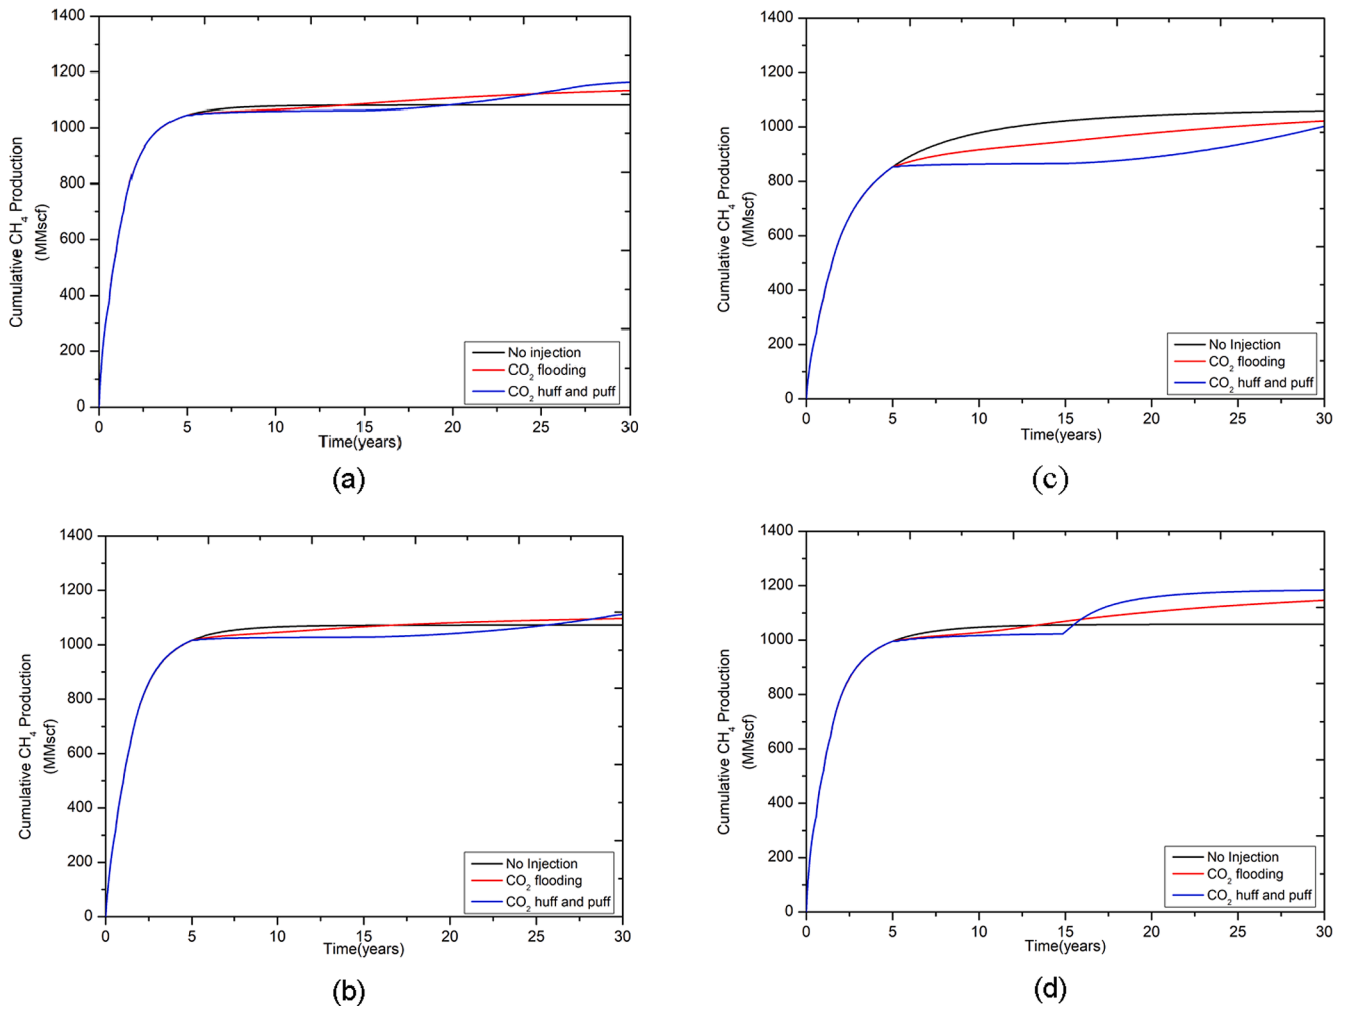 1400
1200
1000
800
600
400
200
0
Cumulative CH4 Production
(MMscf)
No injection
CO2 flooding
CO2 huff and puff
0 5 10 15 20 25 30
Time(years)
(a)
1400
1200
1000
800
600
400
200
0
Cumulative CH4 Production
(MMscf)
No Injection
CO2 flooding
CO2 huff and puff
0 5 10 15 20 25 30
Time(years)
(c)
1400
1200
1000
800
600
400
200
0
Cumulative CH4 Production
(MMscf)
No Injection
CO2 flooding
CO2 huff and puff
0 5 10 15 20 25 30
Time(years)
(b)
1400
1200
1000
800
600
400
200
0
Cumulative CH4 Production
(MMscf)
No Injection
CO2 flooding
CO2 huff and puff
0 5 10 15 20 25 30
Time(years)
(d)